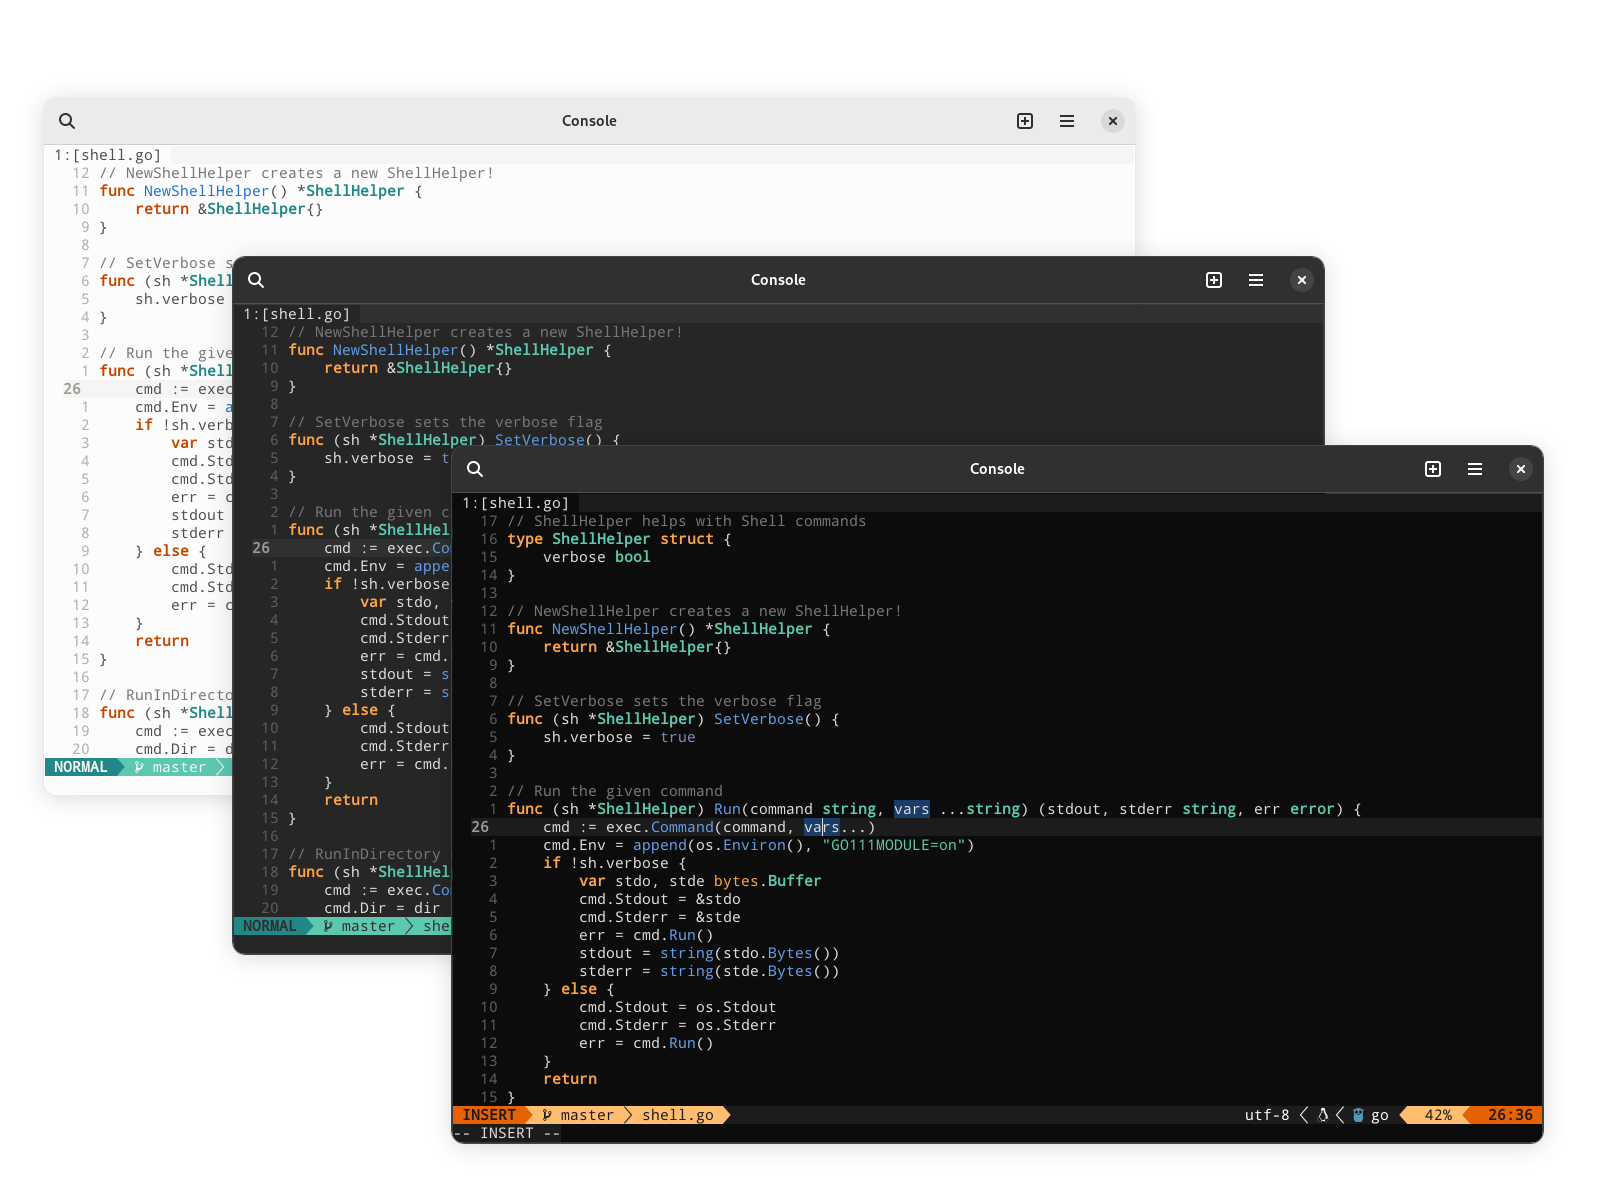 Console
1:[shell.go]
12 // NewShellHelper creates a new ShellHelper!
11 func NewShellHelper() *ShellHelper {
10     return &ShellHelper{}
9 }
8
7 // SetVerbose s
6 func (sh *Shell
5     sh.verbose
4 }
3
2 // Run the give
1 func (sh *Shell
26     cmd := exec
1     cmd.Env = a
2     if !sh.verb
3         var std
4         cmd.Std
5         cmd.Std
6         err = c
7         stdout
8         stderr
9     } else {
10         cmd.Std
11         cmd.Std
12         err = c
13     }
14     return
15 }
16
17 // RunInDirecto
18 func (sh *Shell
19     cmd := exec
20     cmd.Dir = d
NORMAL master
Console
1:[shell.go]
12 // NewShellHelper creates a new ShellHelper!
11 func NewShellHelper() *ShellHelper {
10     return &ShellHelper{}
9 }
8
7 // SetVerbose sets the verbose flag
6 func (sh *ShellHelper) SetVerbose() {
5     sh.verbose = t
4 }
3
2 // Run the given c
1 func (sh *ShellHel
26     cmd := exec.Co
1     cmd.Env = appe
2     if !sh.verbose
3         var stdo,
4         cmd.Stdout
5         cmd.Stderr
6         err = cmd.
7         stdout = s
8         stderr = s
9     } else {
10         cmd.Stdout
11         cmd.Stderr
12         err = cmd.
13     }
14     return
15 }
16
17 // RunInDirectory
18 func (sh *ShellHel
19     cmd := exec.Co
20     cmd.Dir = dir
NORMAL master she
Console
1:[shell.go]
17 // ShellHelper helps with Shell commands
16 type ShellHelper struct {
15     verbose bool
14 }
13
12 // NewShellHelper creates a new ShellHelper!
11 func NewShellHelper() *ShellHelper {
10     return &ShellHelper{}
9 }
8
7 // SetVerbose sets the verbose flag
6 func (sh *ShellHelper) SetVerbose() {
5     sh.verbose = true
4 }
3
2 // Run the given command
1 func (sh *ShellHelper) Run(command string, vars ...string) (stdout, stderr string, err error) {
26     cmd := exec.Command(command, vars...)
1     cmd.Env = append(os.Environ(), "GO111MODULE=on")
2     if !sh.verbose {
3         var stdo, stde bytes.Buffer
4         cmd.Stdout = &stdo
5         cmd.Stderr = &stde
6         err = cmd.Run()
7         stdout = string(stdo.Bytes())
8         stderr = string(stde.Bytes())
9     } else {
10         cmd.Stdout = os.Stdout
11         cmd.Stderr = os.Stderr
12         err = cmd.Run()
13     }
14     return
15 }
INSERT master shell.go utf-8 go 42% 26:36
-- INSERT --